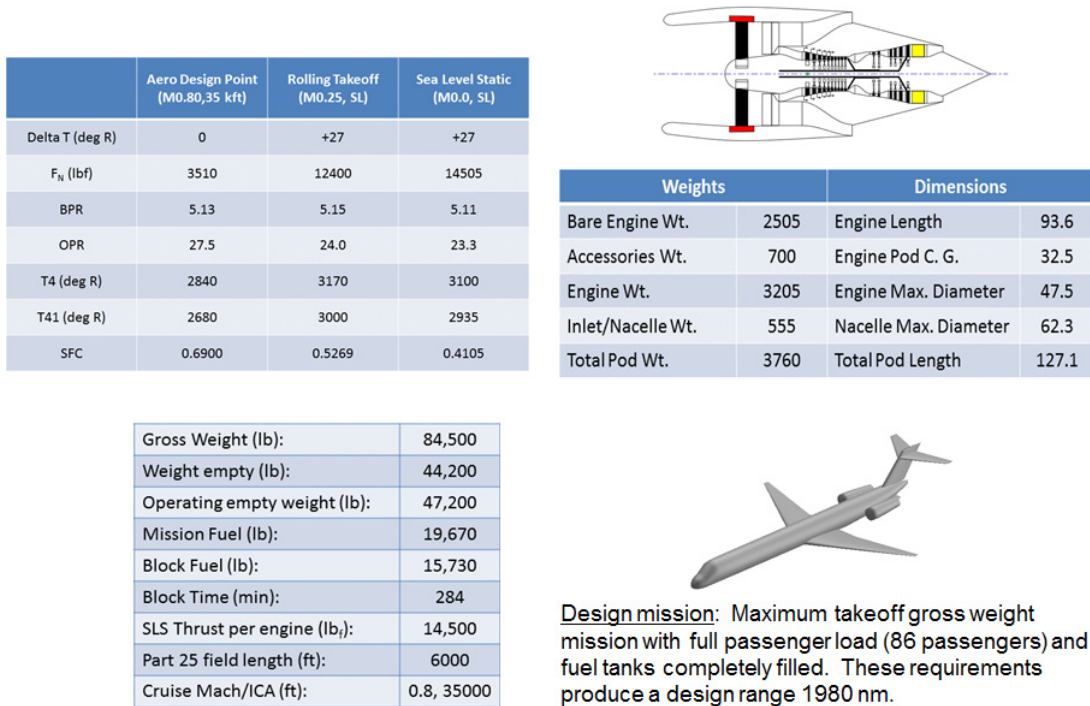 Aero Design Point Rolling Takeoff Sea Level Static
(M0.80,35 kft) (M0.25, SL) (M0.0, SL)
Delta T (deg R) 0 +27 +27
FN (lbf) 3510 12400 14505
BPR 5.13 5.15 5.11
OPR 27.5 24.0 23.3
T4 (deg R) 2840 3170 3100
T41 (deg R) 2680 3000 2935
SFC 0.6900 0.5269 0.4105
Weights Dimensions
Bare Engine Wt. 2505 Engine Length 93.6
Accessories Wt. 700 Engine Pod C. G. 32.5
Engine Wt. 3205 Engine Max. Diameter 47.5
Inlet/Nacelle Wt. 555 Nacelle Max. Diameter 62.3
Total Pod Wt. 3760 Total Pod Length 127.1
Gross Weight (lb): 84,500
Weight empty (lb): 44,200
Operating empty weight (lb): 47,200
Mission Fuel (lb): 19,670
Block Fuel (lb): 15,730
Block Time (min): 284
SLS Thrust per engine (lbf): 14,500
Part 25 field length (ft): 6000
Cruise Mach/ICA (ft): 0.8, 35000
Design mission: Maximum takeoff gross weight
mission with full passenger load (86 passengers) and
fuel tanks completely filled. These requirements
produce a design range 1980 nm.